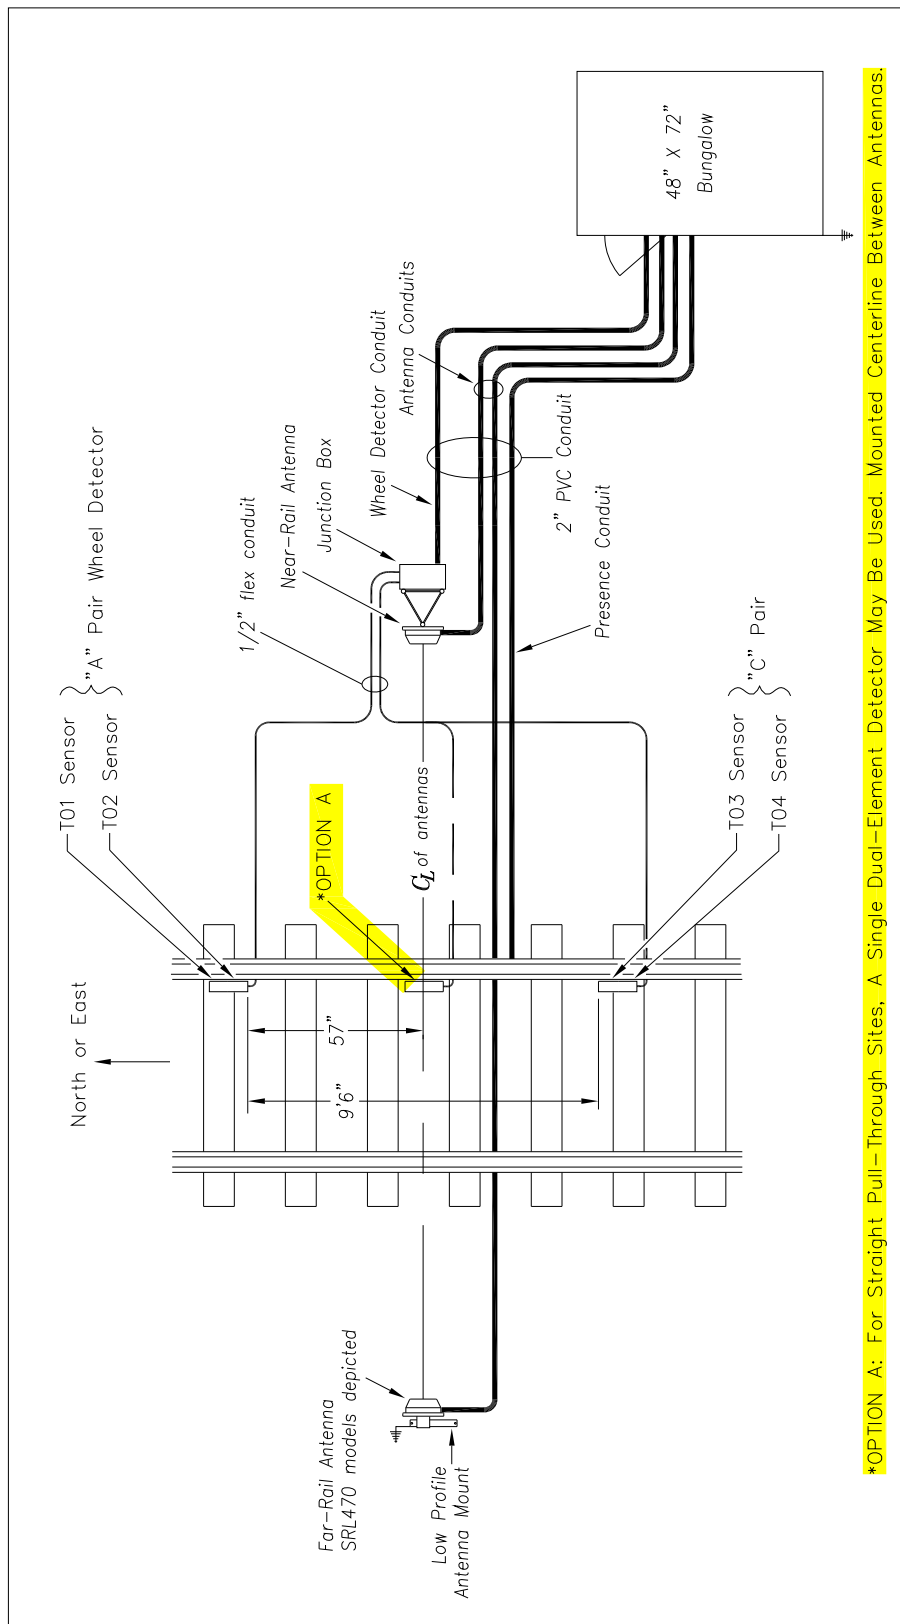 North or East
T01 Sensor
T02 Sensor
"A" Pair Wheel Detector
1/2" flex conduit
Near-Rail Antenna
Junction Box
Wheel Detector Conduit
Antenna Conduits
48" X 72"
Bungalow
*OPTION A
CL of antennas
57"
9'6"
2" PVC Conduit
Presence Conduit
T03 Sensor
T04 Sensor
"C" Pair
Far-Rail Antenna
SRL470 models depicted
Low Profile
Antenna Mount
*OPTION A: For Straight Pull-Through Sites, A Single Dual-Element Detector May Be Used. Mounted Centerline Between Antennas.